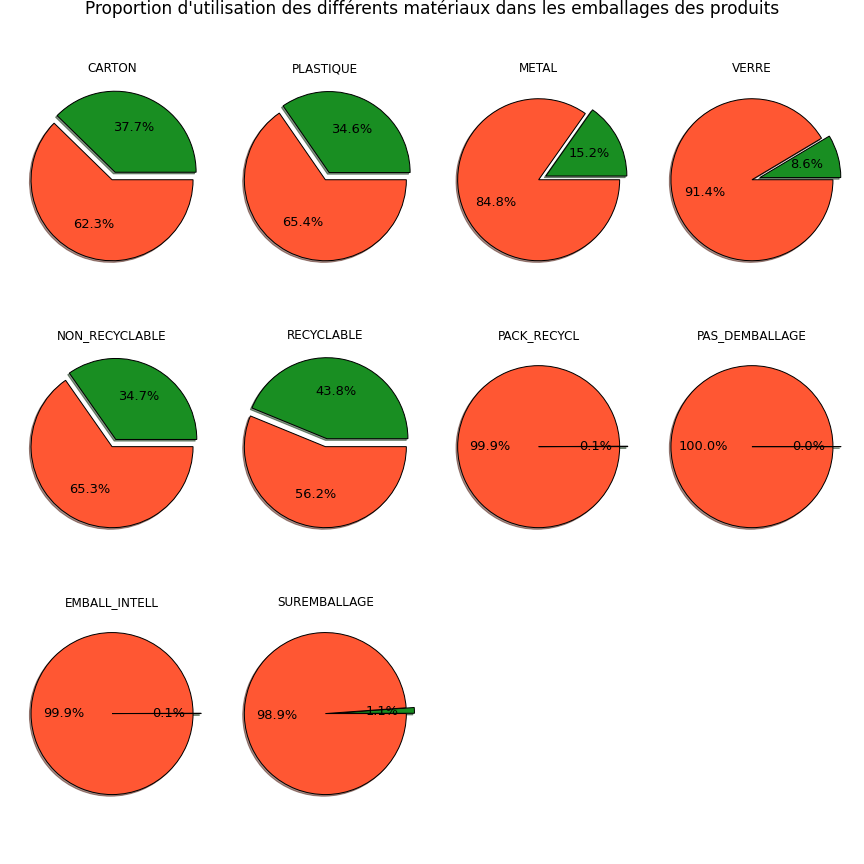 Proportion d'utilisation des différents matériaux dans les emballages des produits
CARTON
PLASTIQUE
METAL
VERRE
37.7%
62.3%
34.6%
65.4%
15.2%
84.8%
8.6%
91.4%
NON_RECYCLABLE
RECYCLABLE
PACK_RECYCL
PAS_DEMBALLAGE
34.7%
65.3%
43.8%
56.2%
99.9%
0.1%
100.0%
0.0%
EMBALL_INTELL
SUREMBALLAGE
99.9%
0.1%
98.9%
1.1%